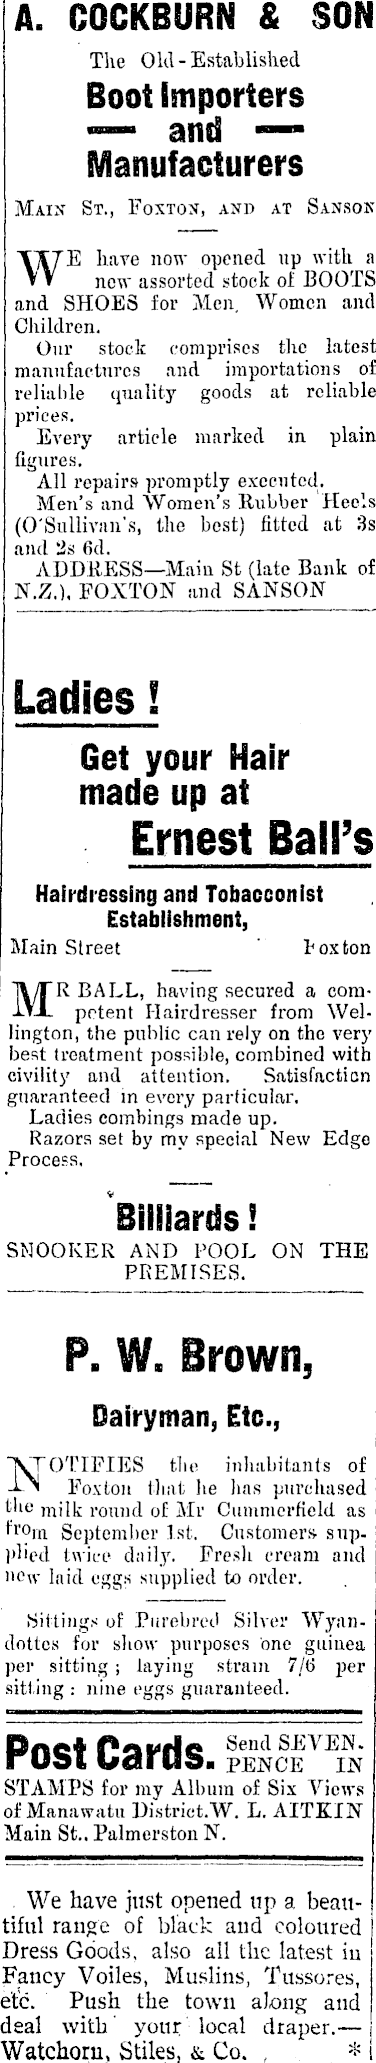 A. COCKBURN & SON
The Old-Established
Boot Importers
— and —
Manufacturers
MAIN ST., FOXTON, AND AT SANSON
WE have now opened up with a
new assorted stock of BOOTS
and SHOES for Men, Women and
Children.
Our stock comprises the latest
manufactures and importations of
reliable quality goods at reliable
prices.
Every article marked in plain
figures.
All repairs promptly executed.
Men's and Women's Rubber Heels
(O'Sullivan's, the best) fitted at 3s
and 2s 6d.
ADDRESS—Main St (late Bank of
N.Z.), FOXTON and SANSON
Ladies!
Get your Hair
made up at
Ernest Ball's
Hairdressing and Tobacconist
Establishment,
Main Street Foxton
MR BALL, having secured a com-
petent Hairdresser from Wel-
lington, the public can rely on the very
best treatment possible, combined with
civility and attention. Satisfaction
guaranteed in every particular.
Ladies combings made up.
Razors set by my special New Edge
Process.
Billiards!
SNOOKER AND POOL ON THE
PREMISES.
P. W. Brown,
Dairyman, Etc.,
NOTIFIES the inhabitants of
Foxton that he has purchased
the milk round of Mr Cummerfield as
from September 1st. Customers sup-
plied twice daily. Fresh cream and
new laid eggs supplied to order.
Sittings of Purebred Silver Wyan-
dottes for show purposes one guinea
per sitting; laying strain 7/6 per
sitting: nine eggs guaranteed.
Post Cards. Send SEVEN-
PENCE IN
STAMPS for my Album of Six Views
of Manawatu District. W. L. AITKIN
Main St., Palmerston N.
We have just opened up a beau-
tiful range of black and coloured
Dress Goods, also all the latest in
Fancy Voiles, Muslins, Tussores,
etc. Push the town along and
deal with your local draper.—
Watchorn, Stiles, & Co. *